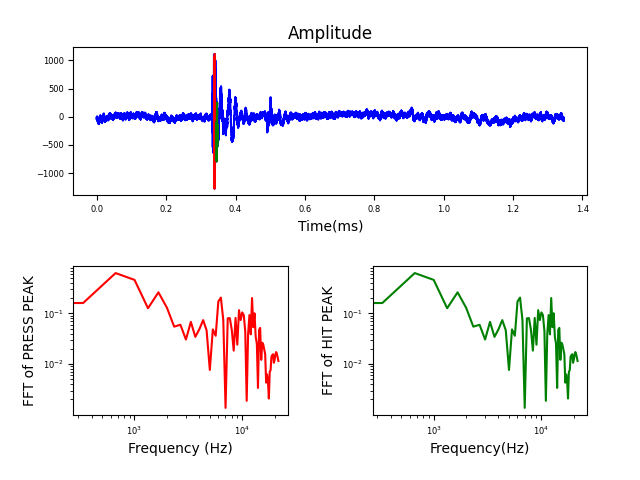 Amplitude
1000
500
0
−500
−1000
0.0 0.2 0.4 0.6 0.8 1.0 1.2 1.4
Time(ms)
FFT of PRESS PEAK
10⁻¹
10⁻²
10³ 10⁴
Frequency (Hz)
FFT of HIT PEAK
10⁻¹
10⁻²
10³ 10⁴
Frequency(Hz)